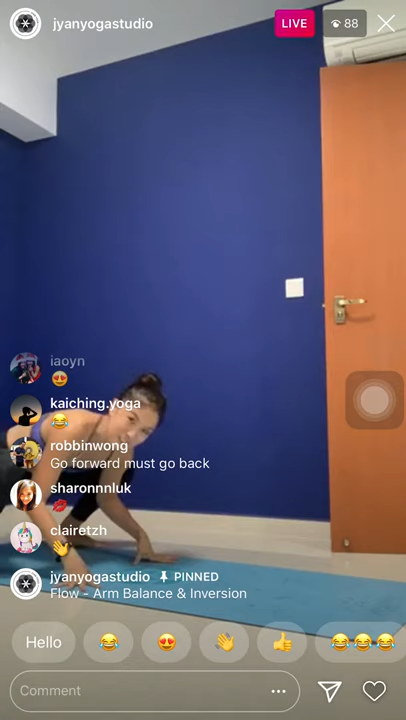 jyanyogastudio
LIVE
88
iaoyn
😍
kaiching.yoga
😂
robbinwong
Go forward must go back
sharonnnluk
💋
clairetzh
👋
jyanyogastudio PINNED
Flow - Arm Balance & Inversion
Hello 😂 😍 👋 👍 😂😂😂
Comment